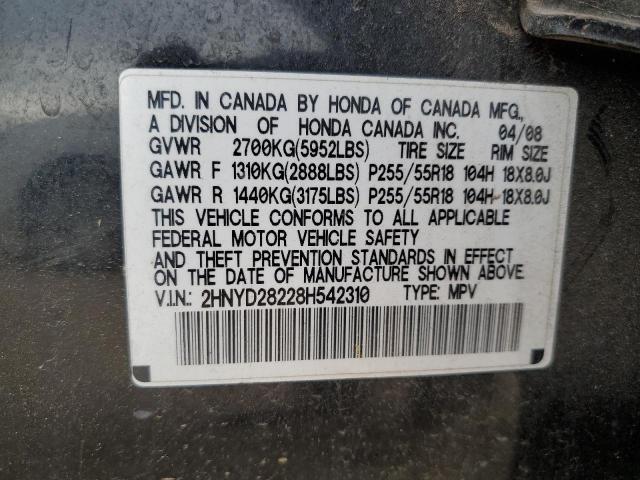 MFD. IN CANADA BY HONDA OF CANADA MFG.,
A DIVISION OF HONDA CANADA INC. 04/08
GVWR 2700KG(5952LBS) TIRE SIZE RIM SIZE
GAWR F 1310KG(2888LBS) P255/55R18 104H 18X8.0J
GAWR R 1440KG(3175LBS) P255/55R18 104H 18X8.0J
THIS VEHICLE CONFORMS TO ALL APPLICABLE
FEDERAL MOTOR VEHICLE SAFETY
AND THEFT PREVENTION STANDARDS IN EFFECT
ON THE DATE OF MANUFACTURE SHOWN ABOVE.
V.I.N.: 2HNYD28228H542310 TYPE: MPV